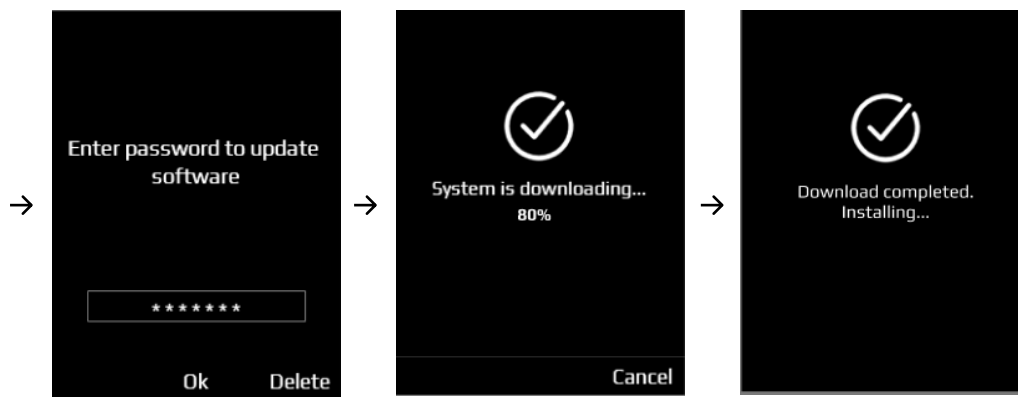 Enter password to update
software
*******
Ok
Delete
System is downloading...
80%
Cancel
Download completed.
Installing...